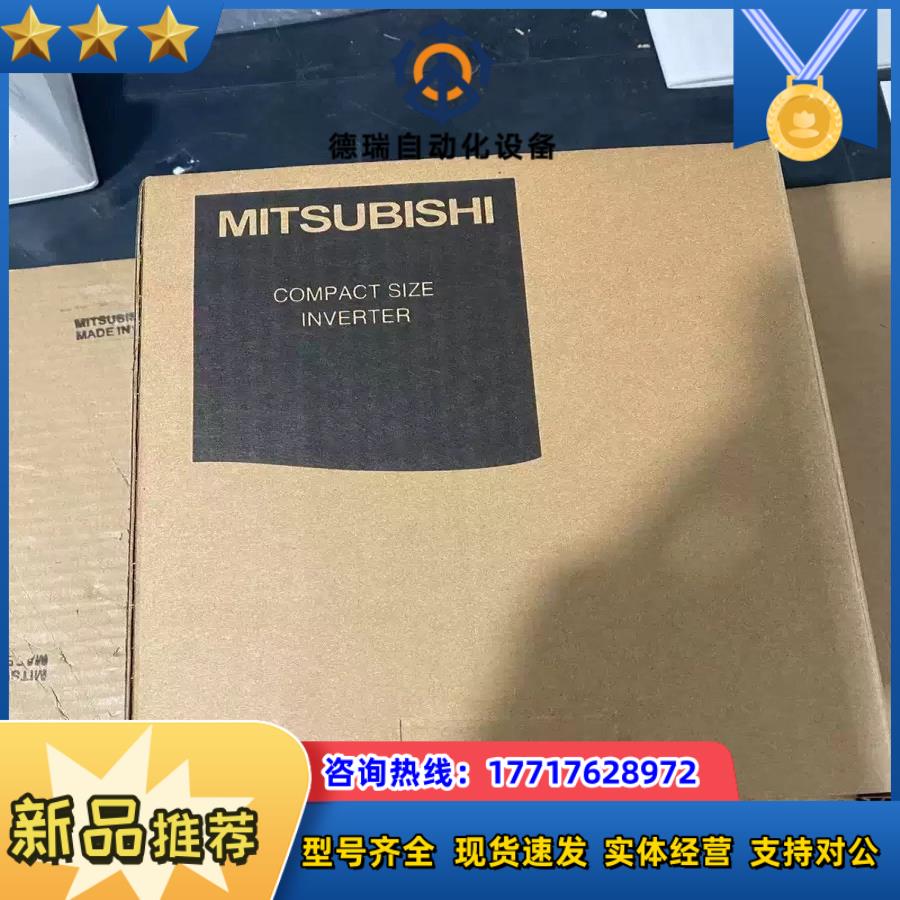 德瑞自动化设备
MITSUBISHI
COMPACT SIZE
INVERTER
MITSUBIS
MADE IN
咨询热线：17717628972
新品推荐
型号齐全 现货速发 实体经营 支持对公